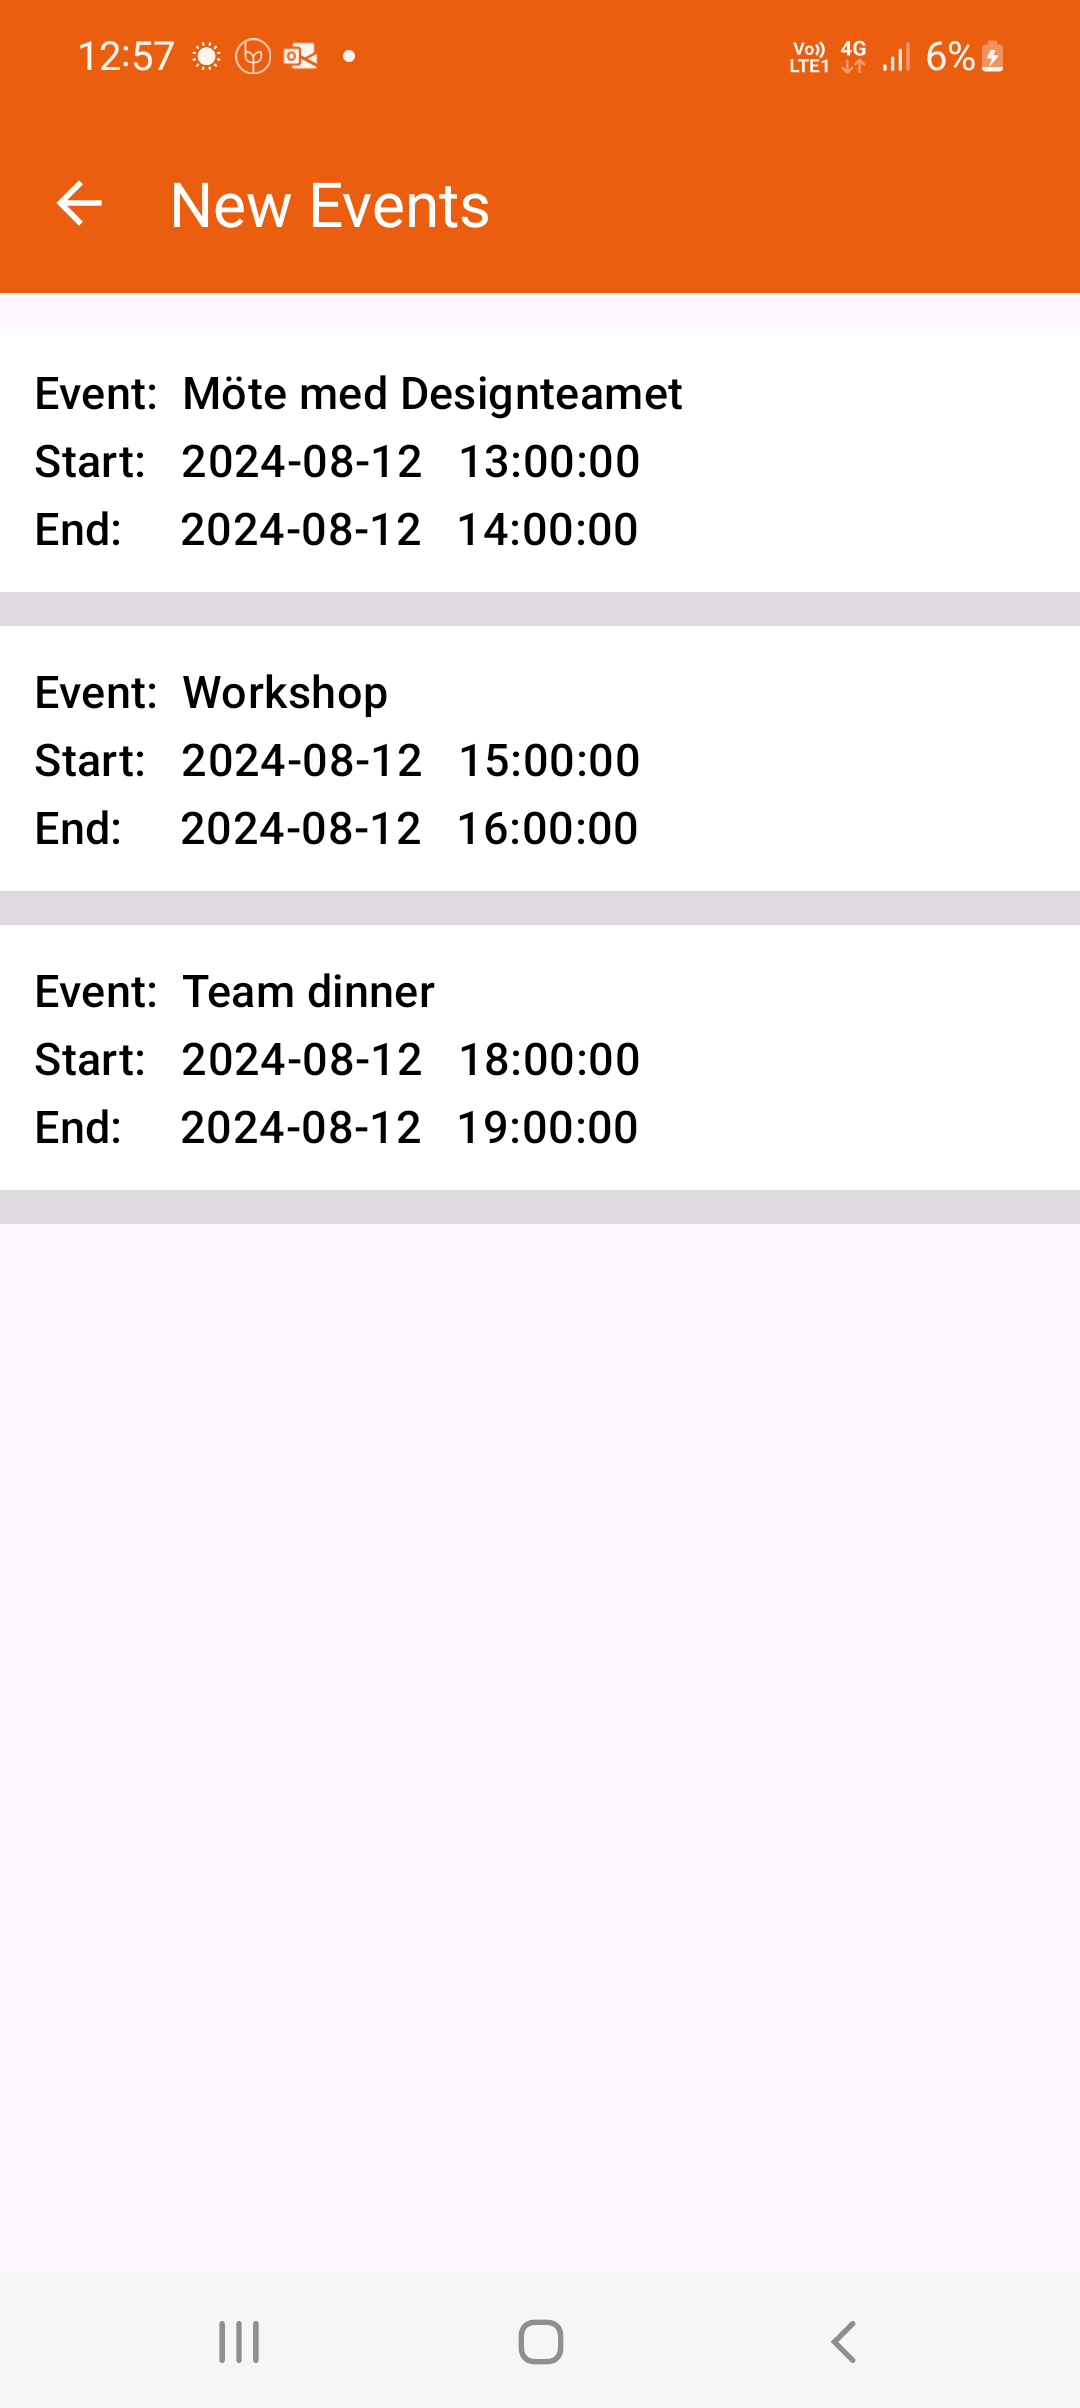 12:57 Vo)) LTE1 4G 6%
New Events
Event: Möte med Designteamet
Start: 2024-08-12 13:00:00
End: 2024-08-12 14:00:00
Event: Workshop
Start: 2024-08-12 15:00:00
End: 2024-08-12 16:00:00
Event: Team dinner
Start: 2024-08-12 18:00:00
End: 2024-08-12 19:00:00